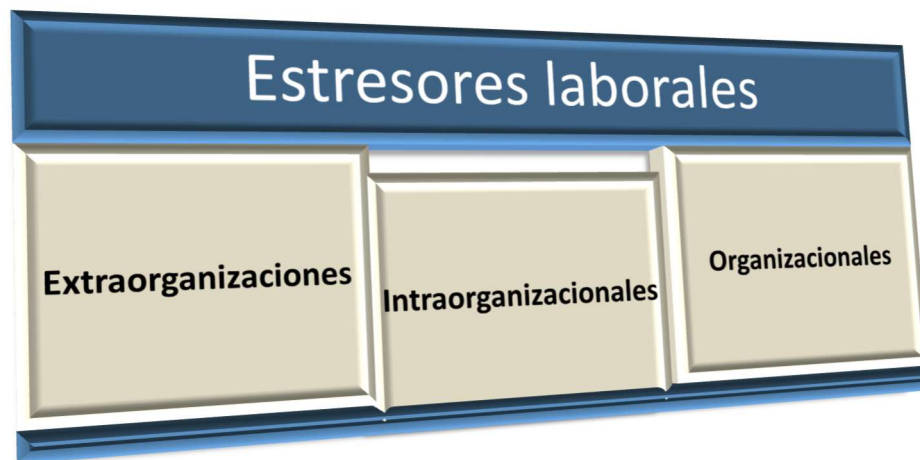 Estresores laborales
Extraorganizaciones
Intraorganizacionales
Organizacionales